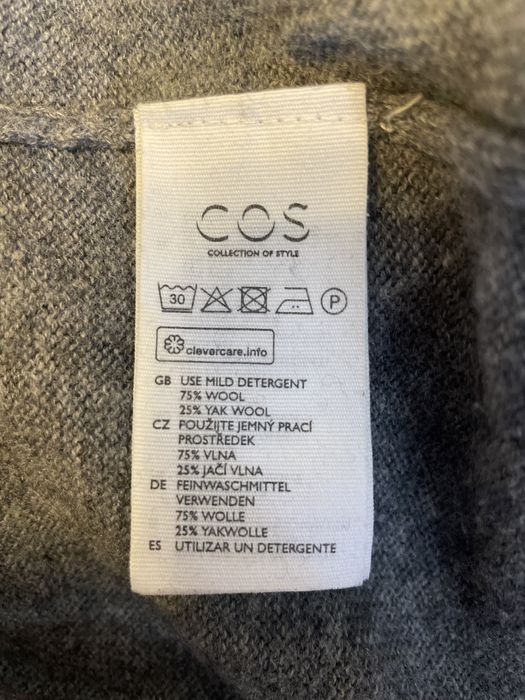 COS
COLLECTION OF STYLE
30 P
clevercare.info
GB USE MILD DETERGENT
75% WOOL
25% YAK WOOL
CZ POUŽIJTE JEMNÝ PRACÍ
PROSTŘEDEK
75% VLNA
25% JAČÍ VLNA
DE FEINWASCHMITTEL
VERWENDEN
75% WOLLE
25% YAKWOLLE
ES UTILIZAR UN DETERGENTE